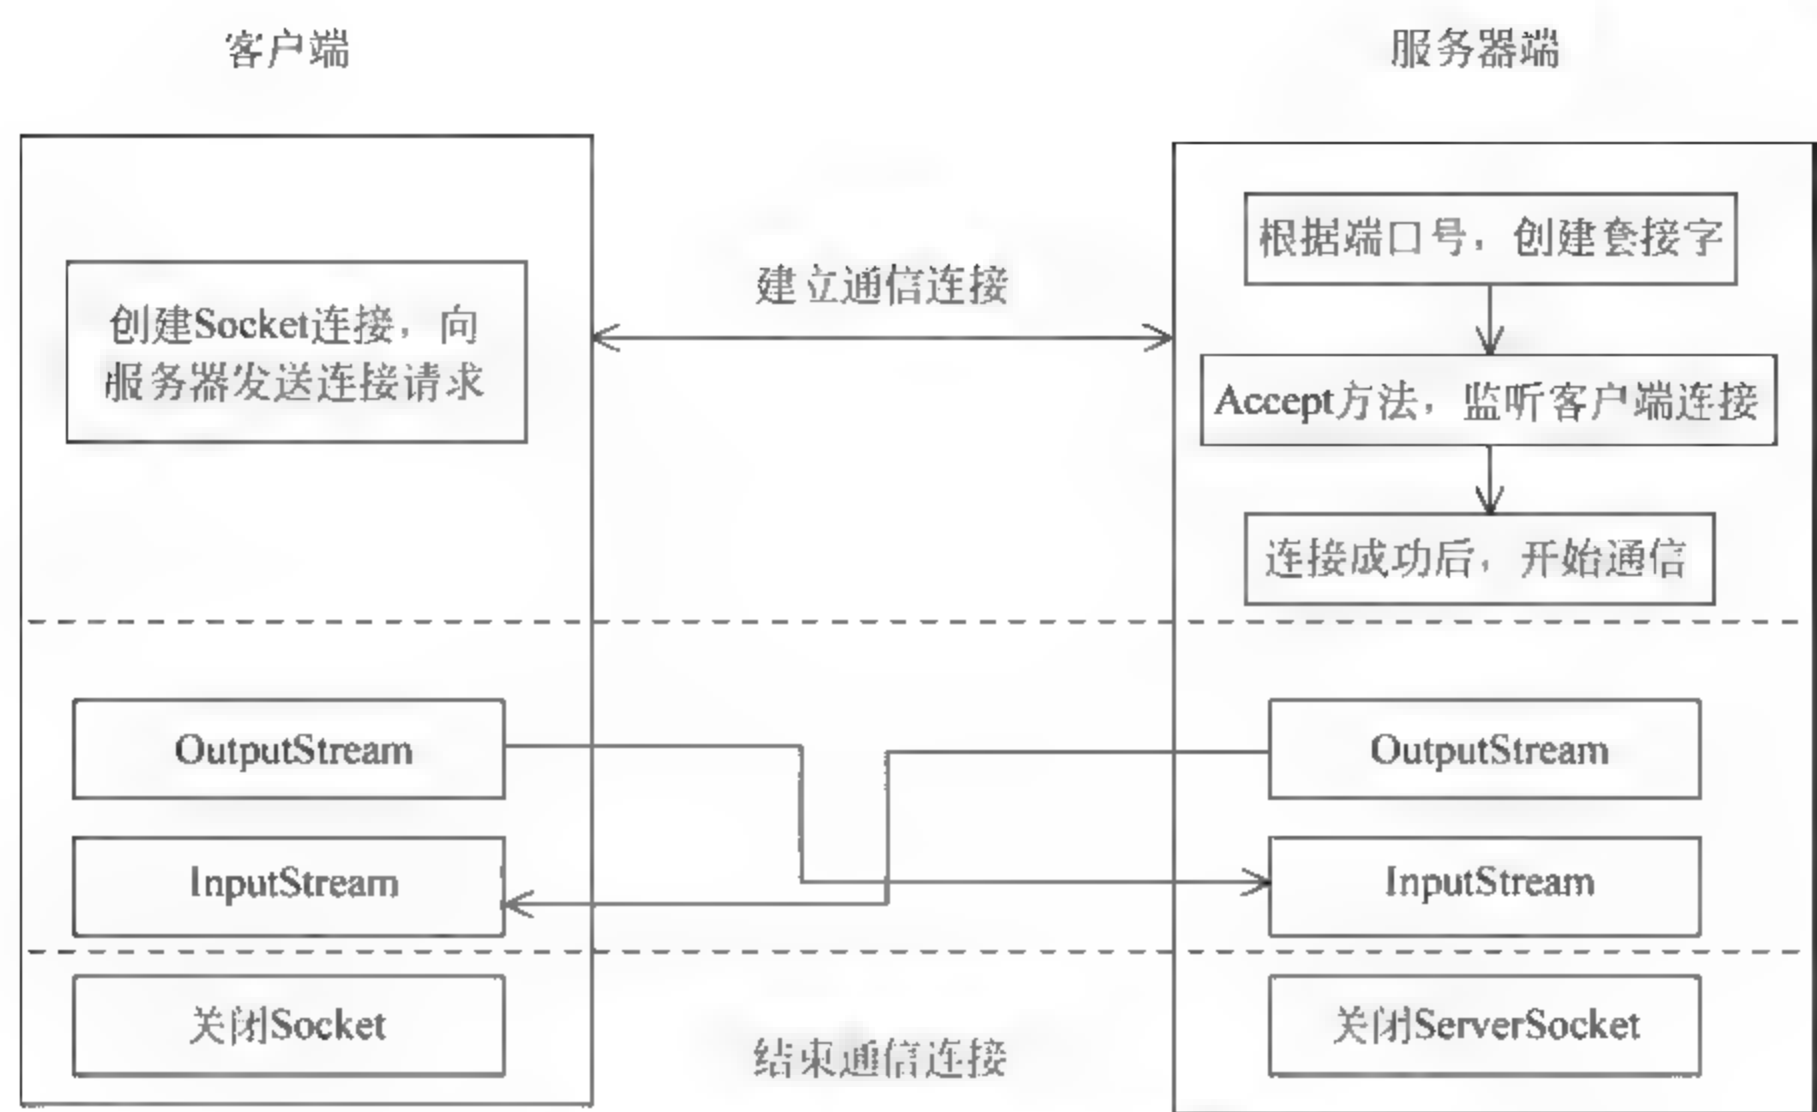 客户端
服务器端
创建Socket连接，向
服务器发送连接请求
建立通信连接
根据端口号，创建套接字
Accept方法，监听客户端连接
连接成功后，开始通信
OutputStream
OutputStream
InputStream
InputStream
关闭Socket
结束通信连接
关闭ServerSocket